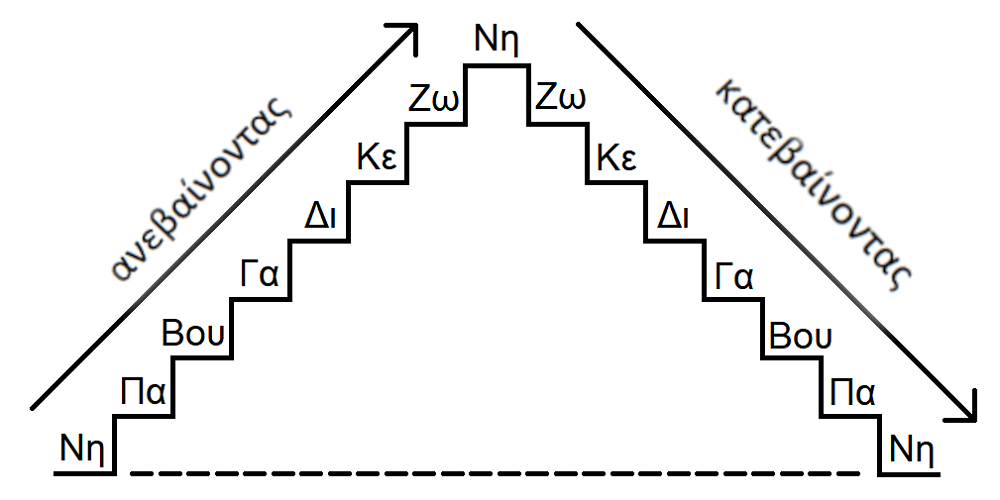 ανεβαίνοντας
Νη
Πα
Βου
Γα
Δι
Κε
Ζω
Νη
Ζω
Κε
Δι
Γα
Βου
Πα
Νη
κατεβαίνοντας